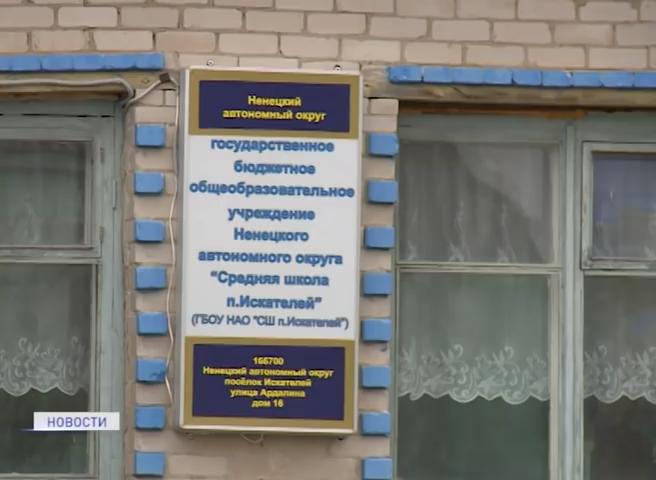 Ненецкий
автономный округ
государственное
бюджетное
общеобразовательное
учреждение
Ненецкого
автономного округа
"Средняя школа
п.Искателей"
(ГБОУ НАО "СШ п.Искателей")
166700
Ненецкий автономный округ
посёлок Искателей
улица Ардалина
дом 16
НОВОСТИ